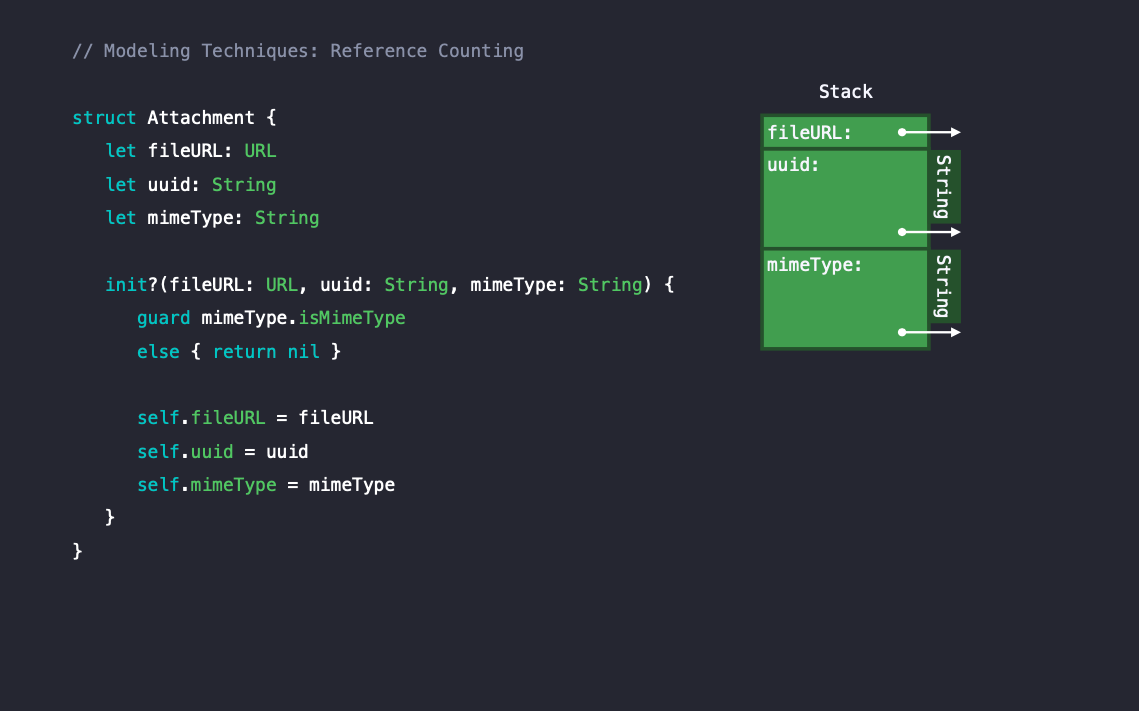 // Modeling Techniques: Reference Counting
struct Attachment {
let fileURL: URL
let uuid: String
let mimeType: String
init?(fileURL: URL, uuid: String, mimeType: String) {
guard mimeType.isMimeType
else { return nil }
self.fileURL = fileURL
self.uuid = uuid
self.mimeType = mimeType
}
}
Stack
fileURL:
uuid:
String
mimeType:
String